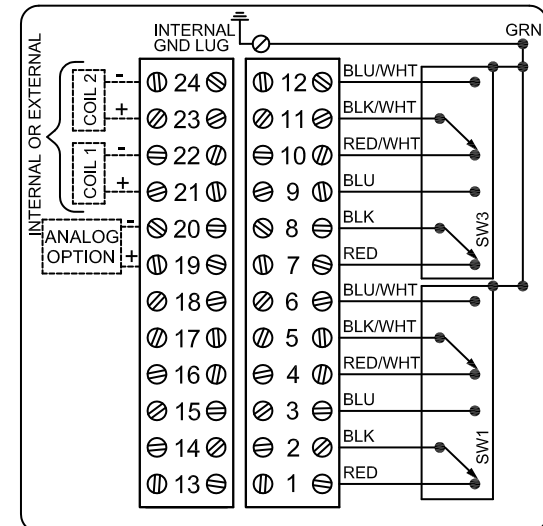 INTERNAL
GND LUG
GRN
INTERNAL OR EXTERNAL
COIL 2
-
+
COIL 1
-
+
ANALOG
OPTION
-
+
24
23
22
21
20
19
18
17
16
15
14
13
12
11
10
9
8
7
6
5
4
3
2
1
BLU/WHT
BLK/WHT
RED/WHT
BLU
BLK
RED
SW3
BLU/WHT
BLK/WHT
RED/WHT
BLU
BLK
RED
SW1